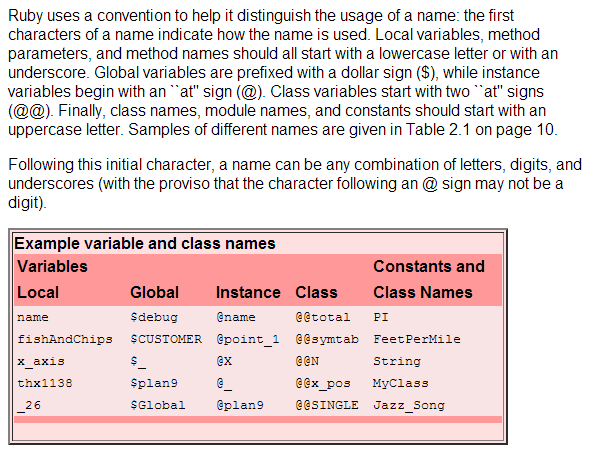 Ruby uses a convention to help it distinguish the usage of a name: the first
characters of a name indicate how the name is used. Local variables, method
parameters, and method names should all start with a lowercase letter or with an
underscore. Global variables are prefixed with a dollar sign ($), while instance
variables begin with an ``at'' sign (@). Class variables start with two ``at'' signs
(@@). Finally, class names, module names, and constants should start with an
uppercase letter. Samples of different names are given in Table 2.1 on page 10.
Following this initial character, a name can be any combination of letters, digits, and
underscores (with the proviso that the character following an @ sign may not be a
digit).
Example variable and class names
Variables Constants and
Local Global Instance Class Class Names
name $debug @name @@total PI
fishAndChips $CUSTOMER @point_1 @@symtab FeetPerMile
x_axis $_ @X @@N String
thx1138 $plan9 @_ @@x_pos MyClass
_26 $Global @plan9 @@SINGLE Jazz_Song